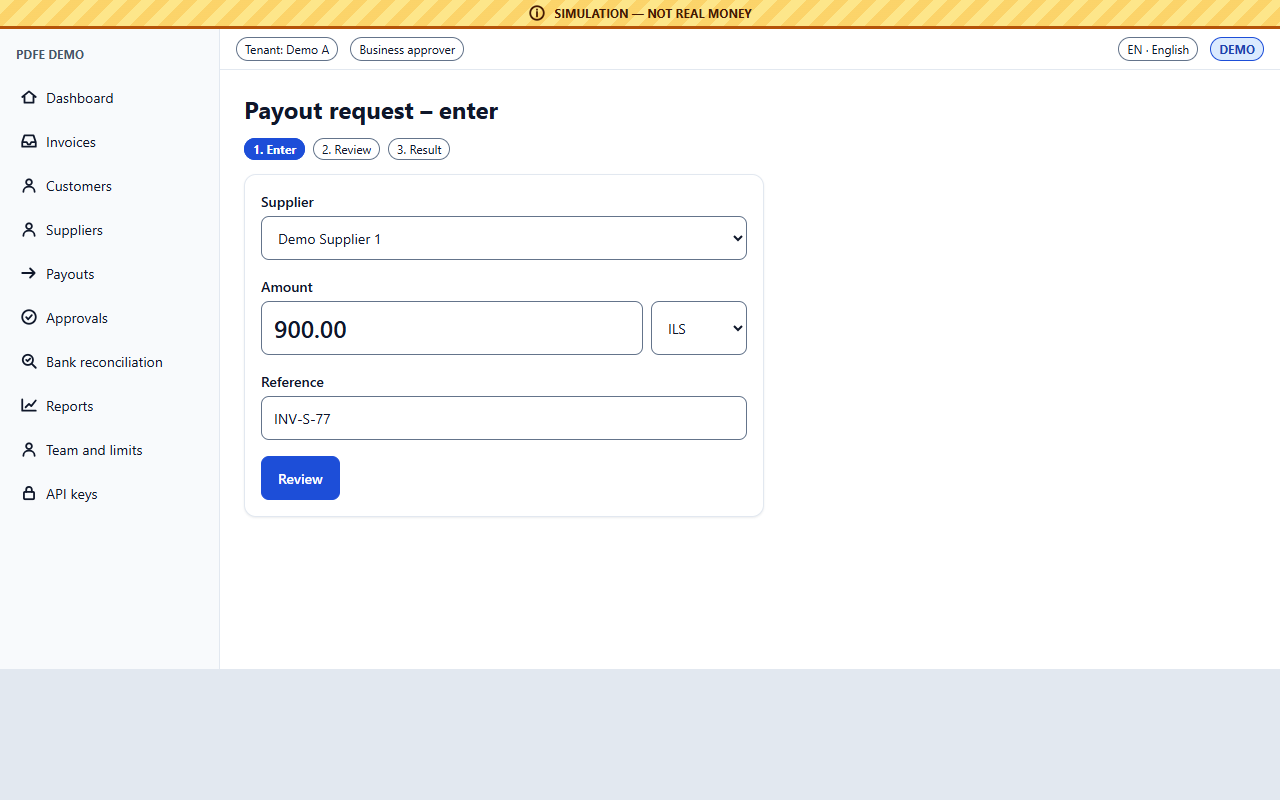 SIMULATION — NOT REAL MONEY
PDFE DEMO
Tenant: Demo A
Business approver
EN · English
DEMO
Dashboard
Invoices
Customers
Suppliers
Payouts
Approvals
Bank reconciliation
Reports
Team and limits
API keys
Payout request – enter
1. Enter
2. Review
3. Result
Supplier
Demo Supplier 1
Amount
900.00
ILS
Reference
INV-S-77
Review